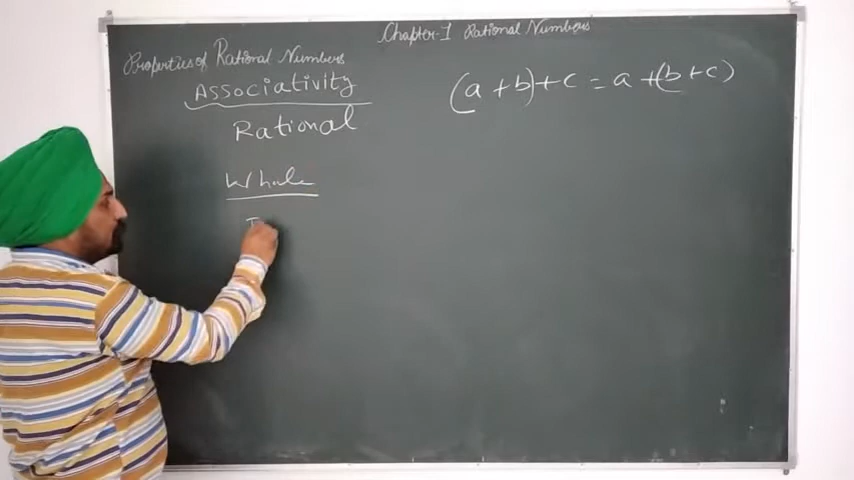 Chapter-1 Rational Numbers
Properties of Rational Numbers
Associativity
(a + b) + c = a + (b + c)
Rational
Whole
I